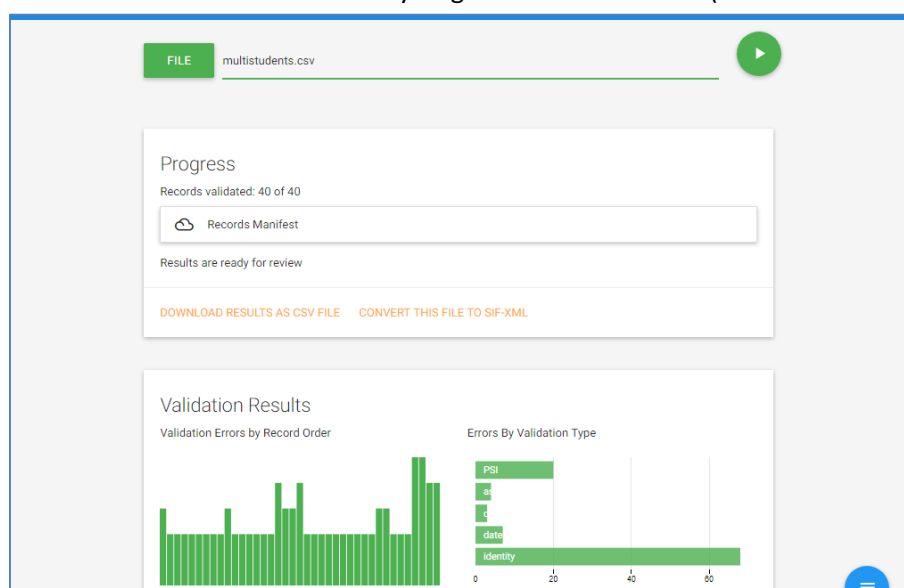 FILE multistudents.csv
Progress
Records validated: 40 of 40
Records Manifest
Results are ready for review
DOWNLOAD RESULTS AS CSV FILE CONVERT THIS FILE TO SIF-XML
Validation Results
Validation Errors by Record Order Errors By Validation Type
PSI
date
identity
0 20 40 60